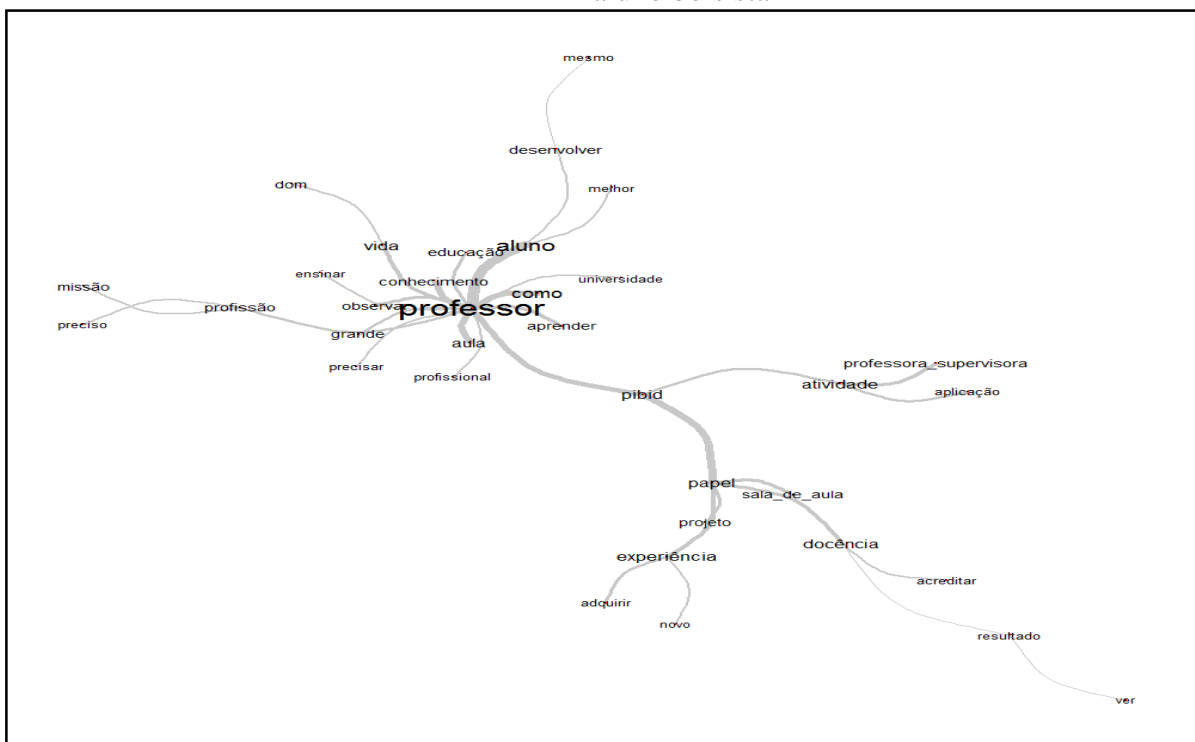 mesmo
desenvolver
dom
melhor
vida
aluno
educação
ensinar
universidade
conhecimento
missão
como
profissão
observa
professor
preciso
aprender
grande
aula
precisar
professora_supervisora
profissional
atividade
aplicação
pibid
papel
sala_de_aula
projeto
docência
experiência
acreditar
adquirir
novo
resultado
ver